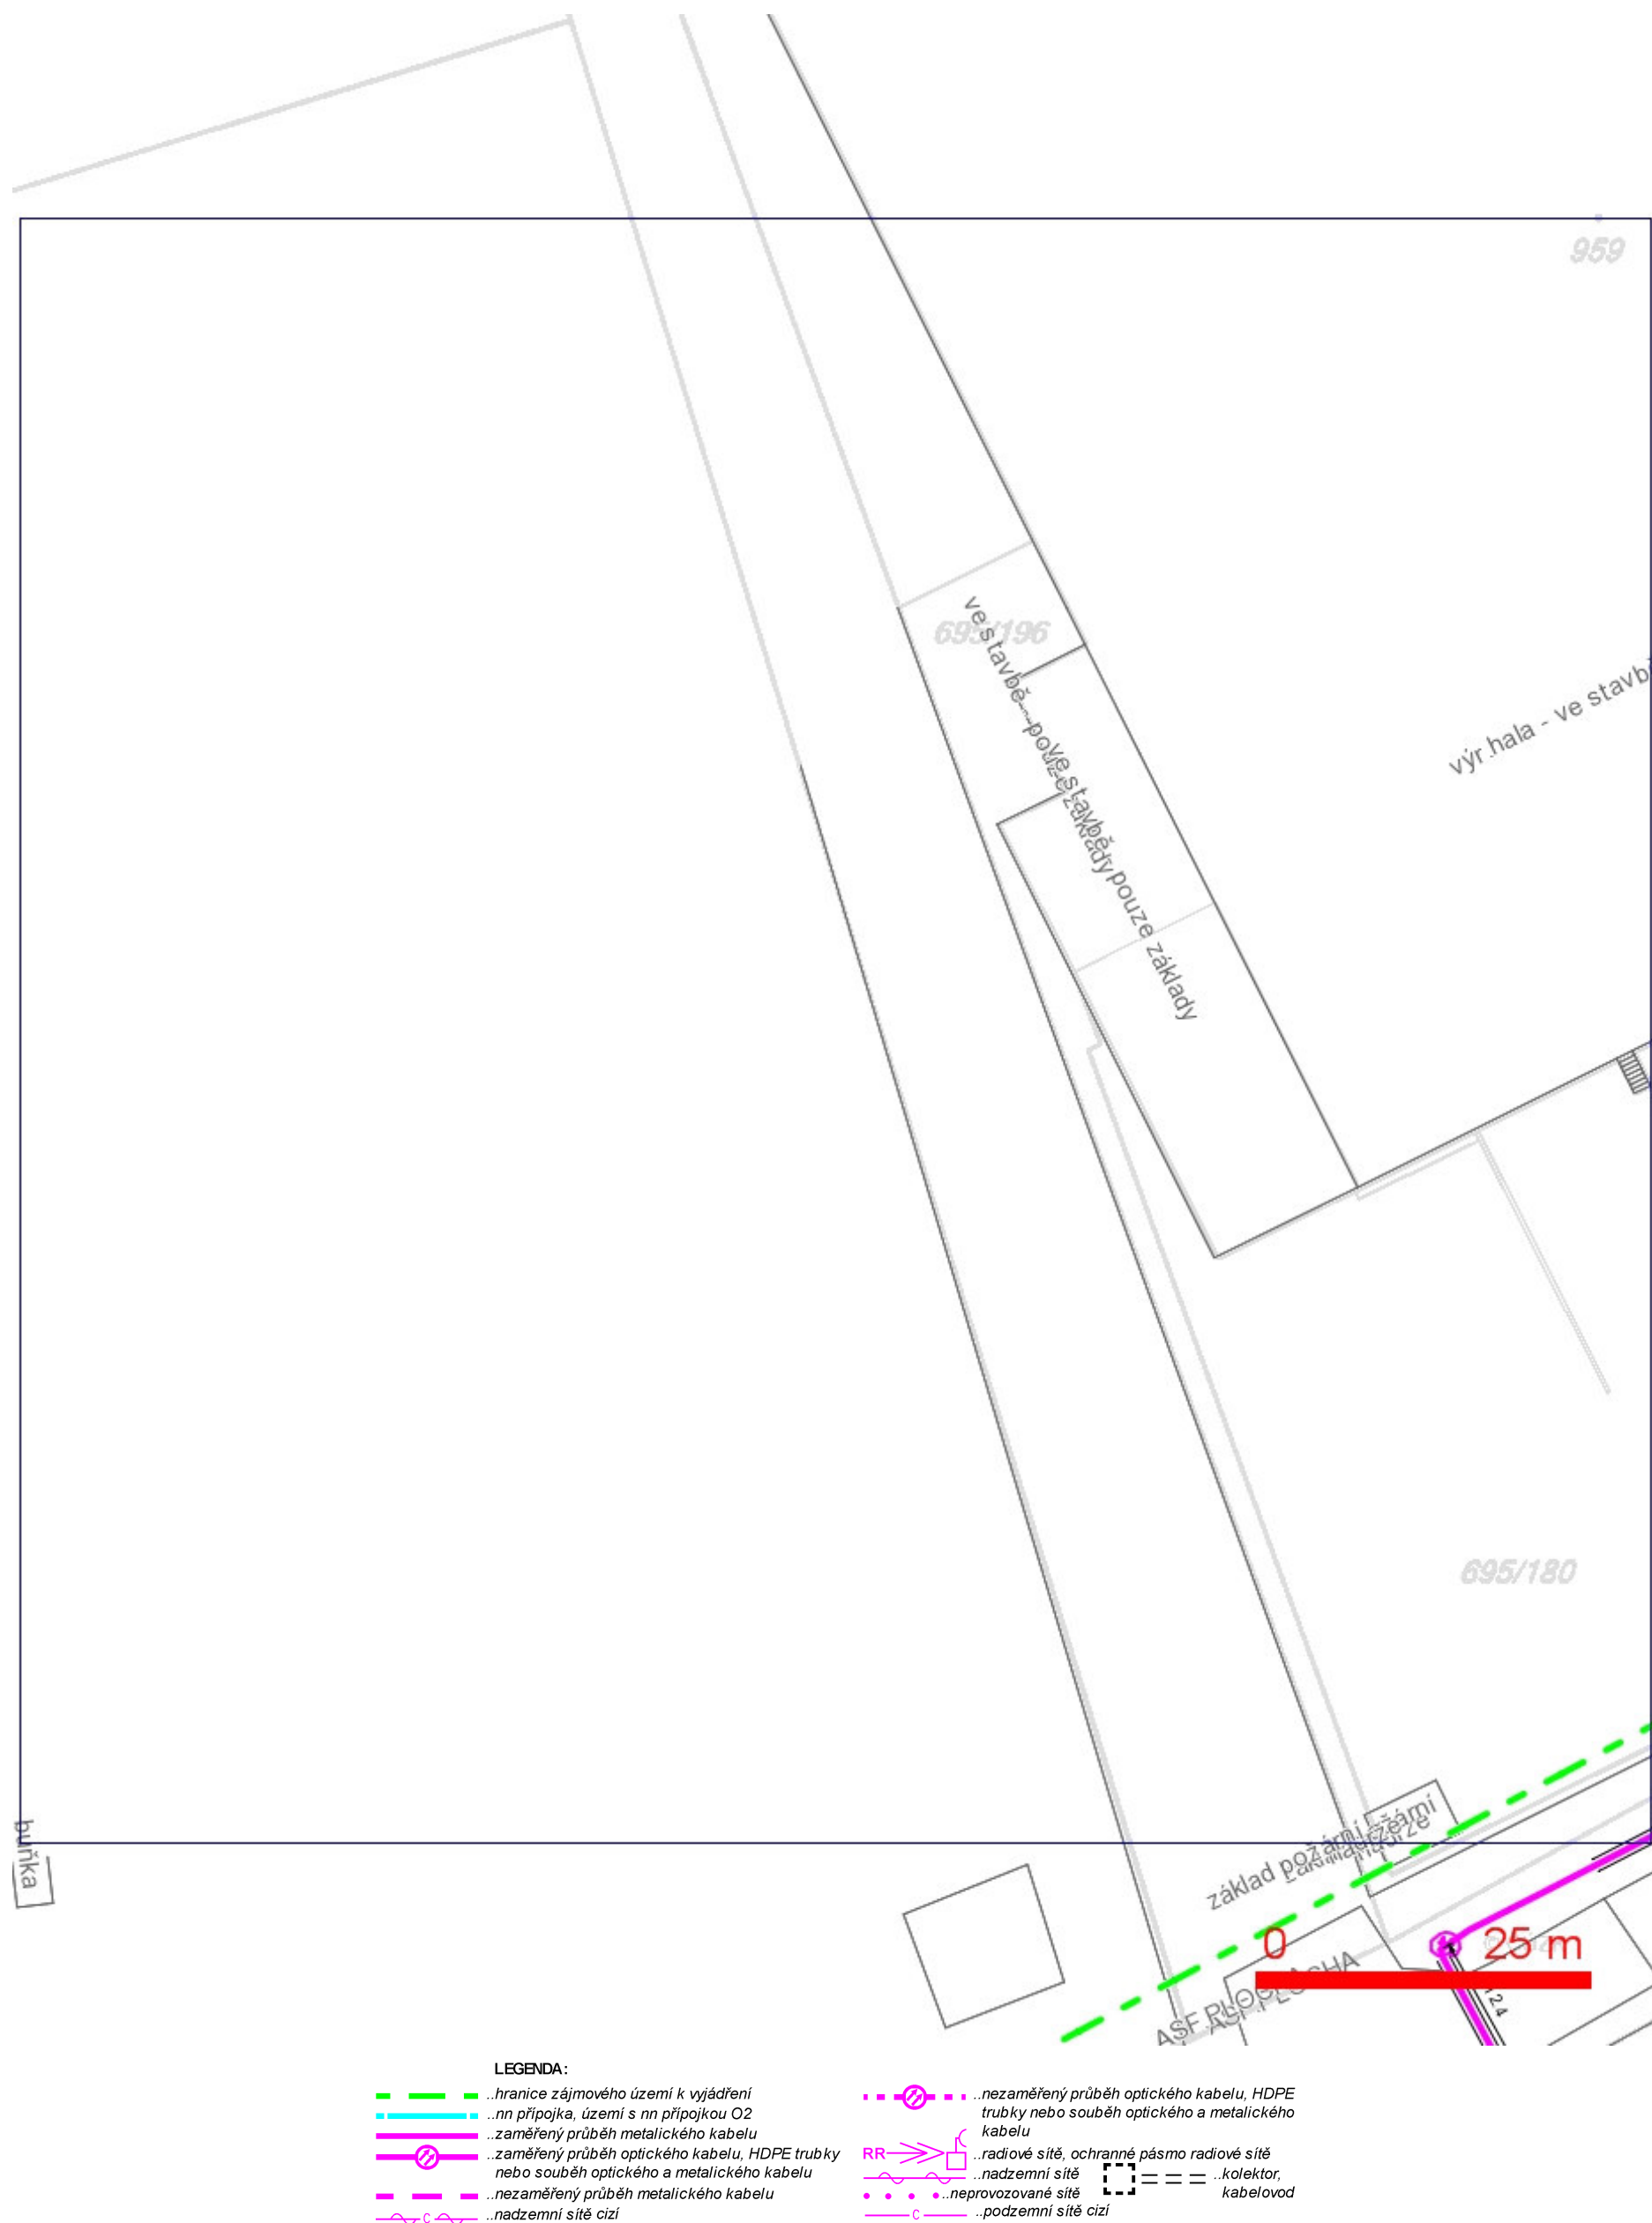 959
695/196
ve stavbě - pouze základy
ve stavbě - pouze základy
výr.hala - ve stavb
695/180
buňka
základ požární
0
25 m
ASF.PLOCHA
124
LEGENDA:
..hranice zájmového území k vyjádření
..nn přípojka, území s nn přípojkou O2
..zaměřený průběh metalického kabelu
..zaměřený průběh optického kabelu, HDPE trubky
nebo souběh optického a metalického kabelu
..nezaměřený průběh metalického kabelu
C
..nadzemní sítě cizí
..nezaměřený průběh optického kabelu, HDPE
trubky nebo souběh optického a metalického
kabelu
RR
..radiové sítě, ochranné pásmo radiové sítě
..nadzemní sítě
..kolektor,
kabelovod
..neprovozované sítě
C
..podzemní sítě cizí